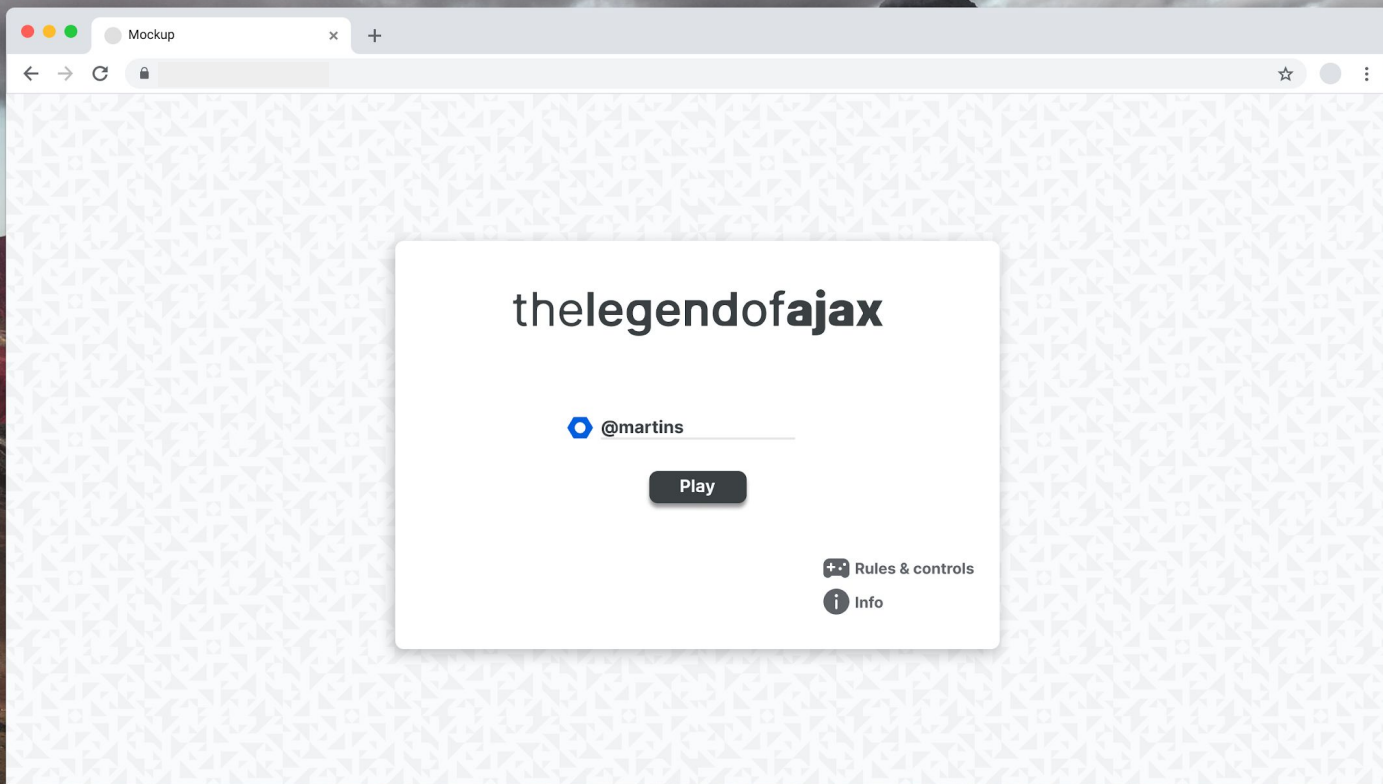 Mockup
thelegendofajax
@martins
Play
Rules & controls
Info